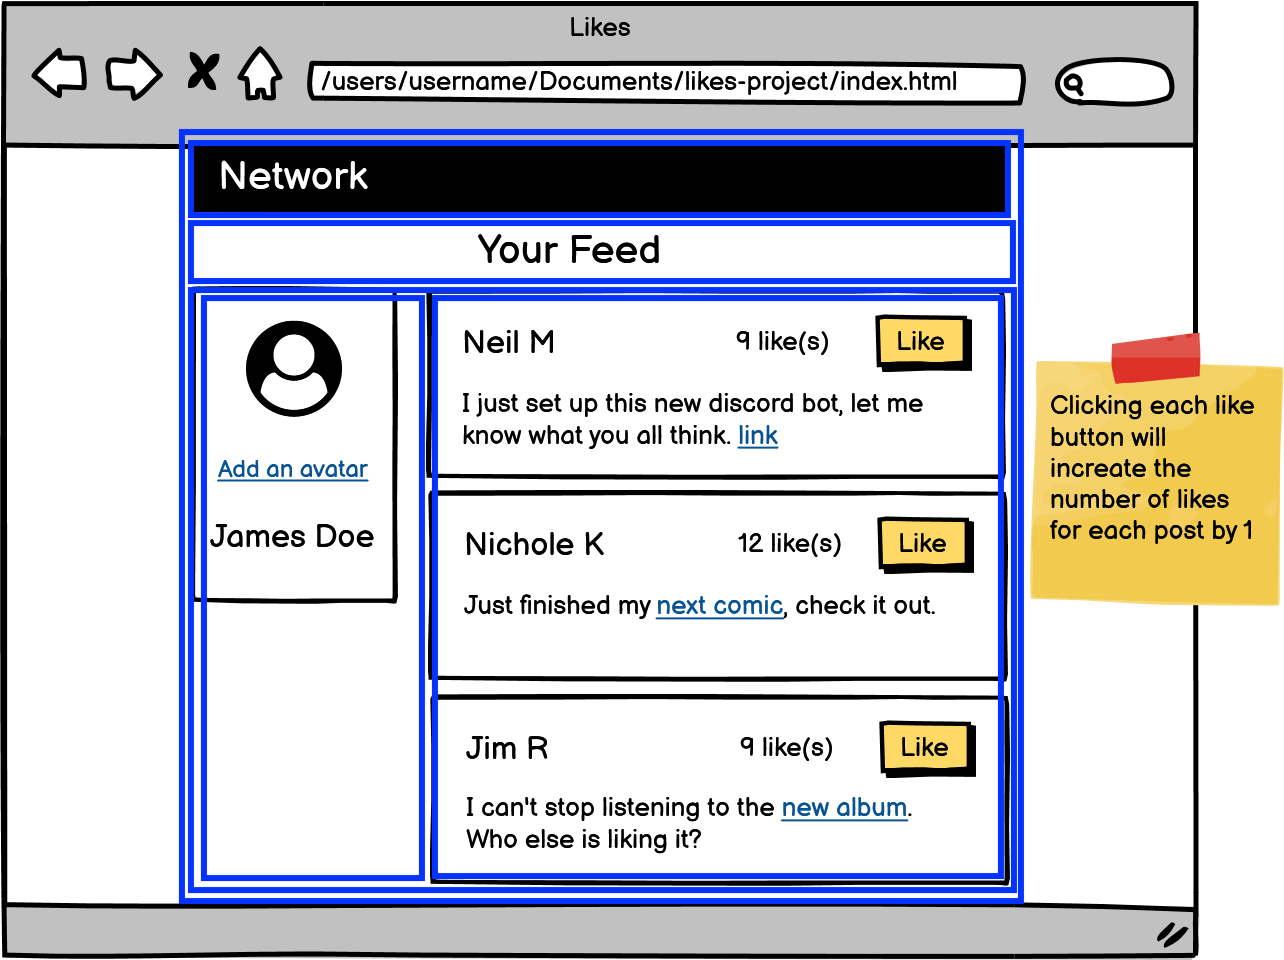 Likes
/users/username/Documents/likes-project/index.html
Network
Your Feed
Add an avatar
James Doe
Neil M
9 like(s)
Like
I just set up this new discord bot, let me
know what you all think. link
Nichole K
12 like(s)
Like
Just finished my next comic, check it out.
Jim R
9 like(s)
Like
I can't stop listening to the new album.
Who else is liking it?
Clicking each like
button will
increate the
number of likes
for each post by 1